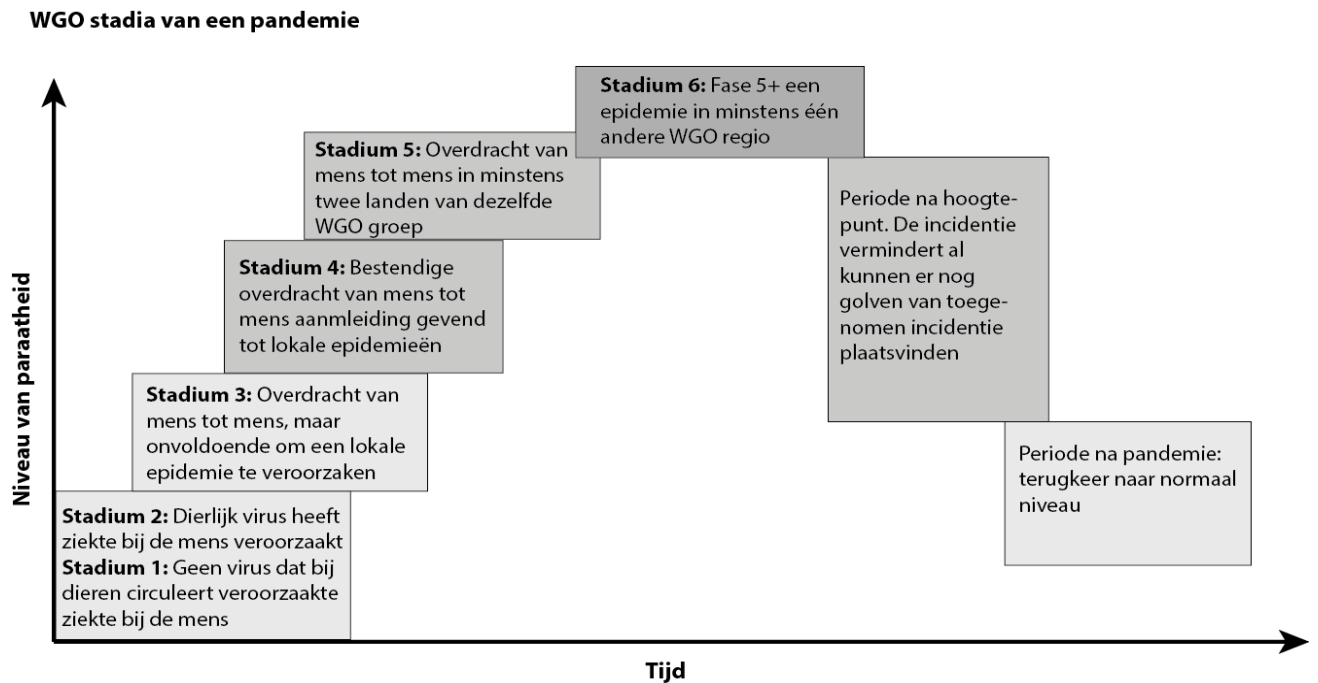 WGO stadia van een pandemie
Stadium 6: Fase 5+ een
epidemie in minstens één
andere WGO regio
Stadium 5: Overdracht van
mens tot mens in minstens
twee landen van dezelfde
WGO groep
Periode na hoogte-
punt. De incidentie
vermindert al
kunnen er nog
golven van toege-
nomen incidentie
plaatsvinden
Stadium 4: Bestendige
overdracht van mens tot
mens aanmleiding gevend
tot lokale epidemieën
Stadium 3: Overdracht van
mens tot mens, maar
onvoldoende om een lokale
epidemie te veroorzaken
Periode na pandemie:
terugkeer naar normaal
niveau
Stadium 2: Dierlijk virus heeft
ziekte bij de mens veroorzaakt
Stadium 1: Geen virus dat bij
dieren circuleert veroorzaakte
ziekte bij de mens
Niveau van paraatheid
Tijd